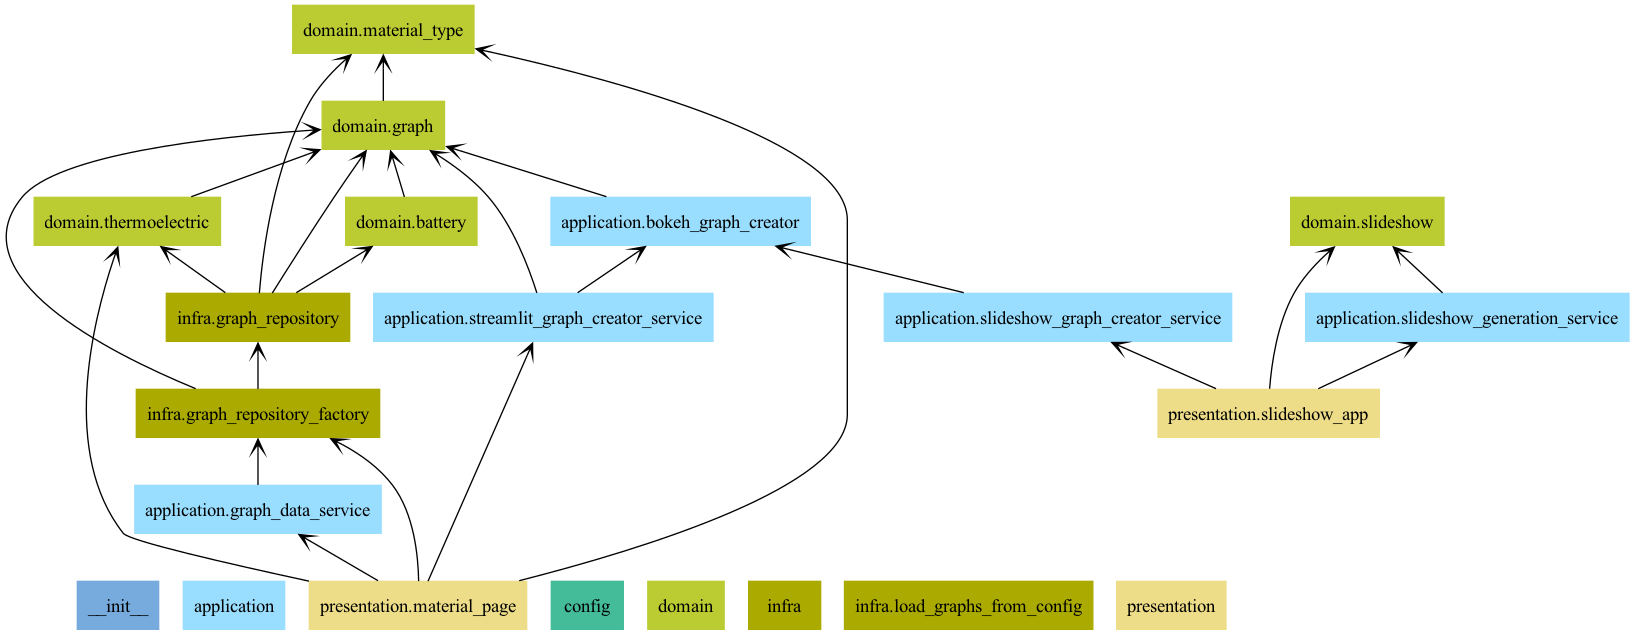 domain.material_type
domain.graph
domain.thermoelectric
domain.battery
application.bokeh_graph_creator
domain.slideshow
infra.graph_repository
application.streamlit_graph_creator_service
application.slideshow_graph_creator_service
application.slideshow_generation_service
infra.graph_repository_factory
presentation.slideshow_app
application.graph_data_service
__init__
application
presentation.material_page
config
domain
infra
infra.load_graphs_from_config
presentation